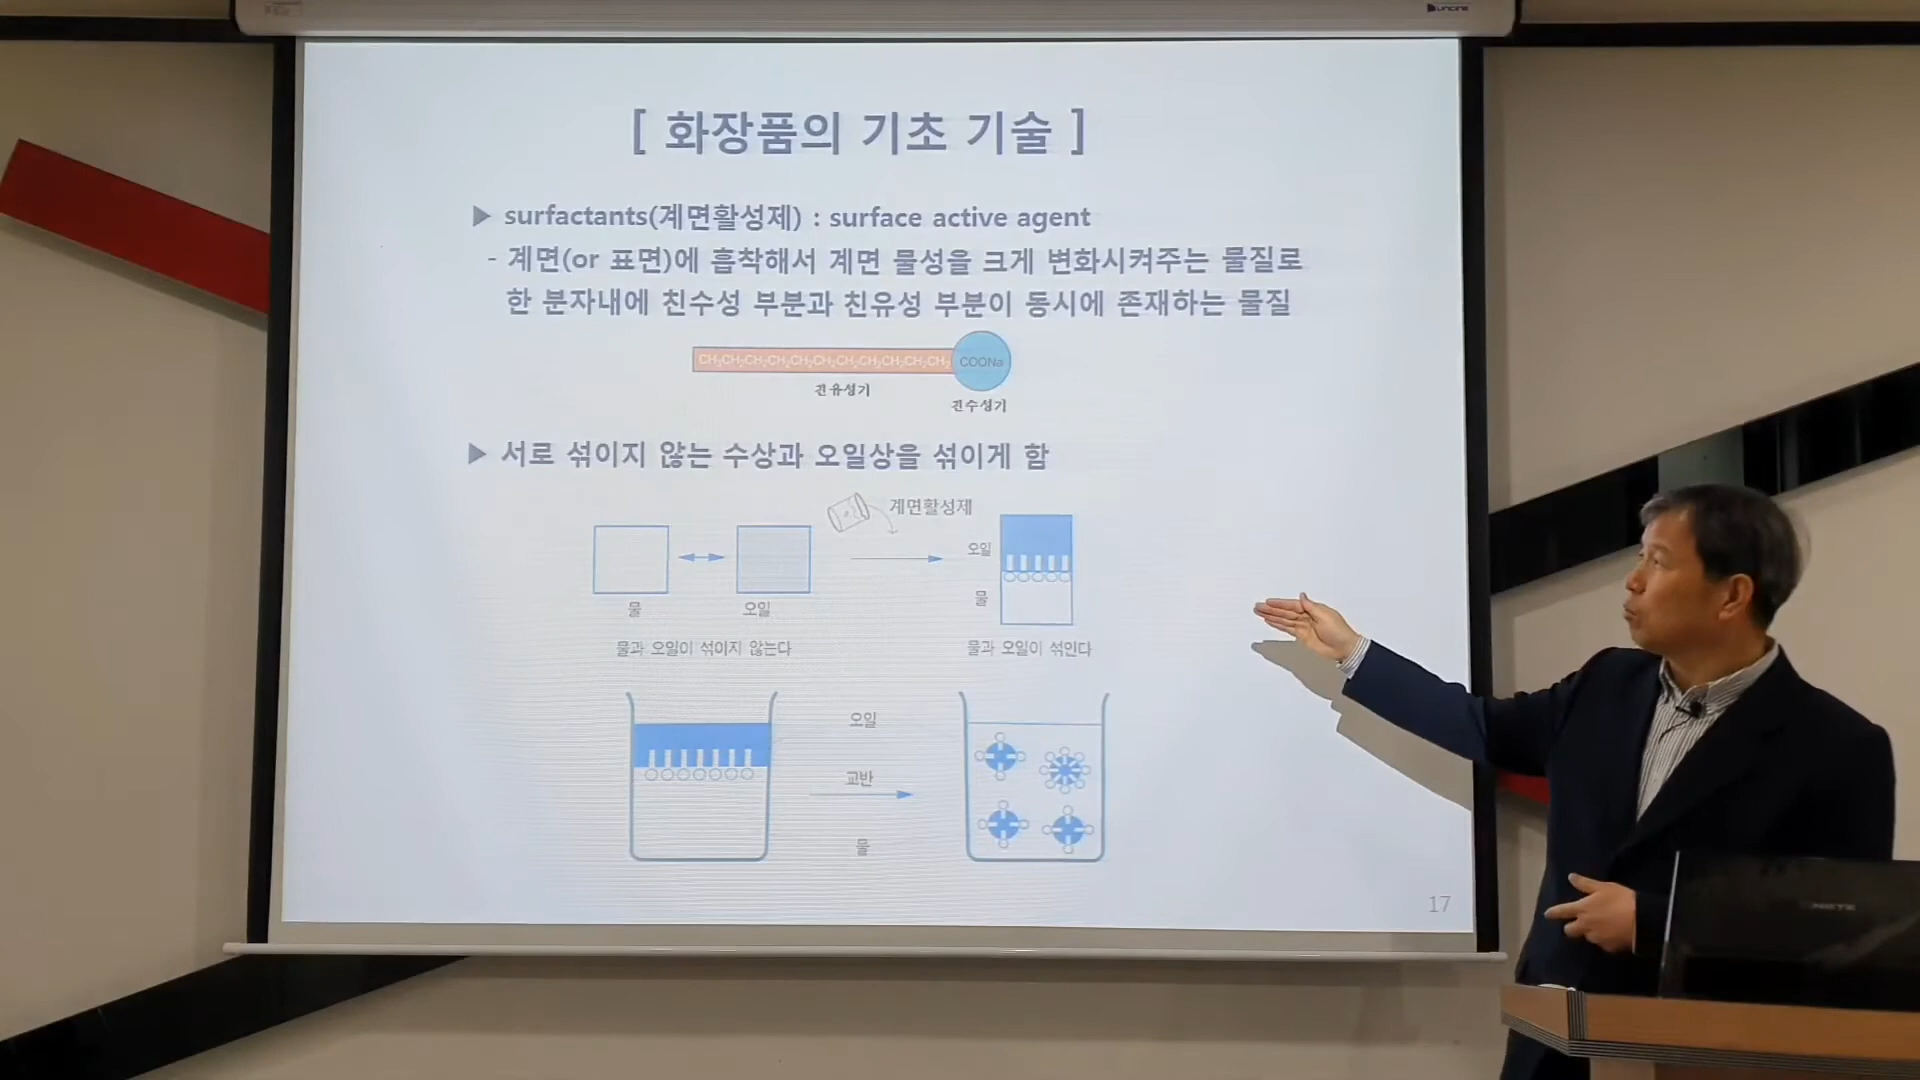 [ 화장품의 기초 기술 ]
▶ surfactants(계면활성제) : surface active agent
- 계면(or 표면)에 흡착해서 계면 물성을 크게 변화시켜주는 물질로
한 분자내에 친수성 부분과 친유성 부분이 동시에 존재하는 물질
CH₃CH₂CH₂CH₂CH₂CH₂CH₂CH₂CH₂CH₂CH₂ COONa
친유성기
친수성기
▶ 서로 섞이지 않는 수상과 오일상을 섞이게 함
계면활성제
오일
물
물 오일
물과 오일이 섞이지 않는다 물과 오일이 섞인다
오일
교반
물
17